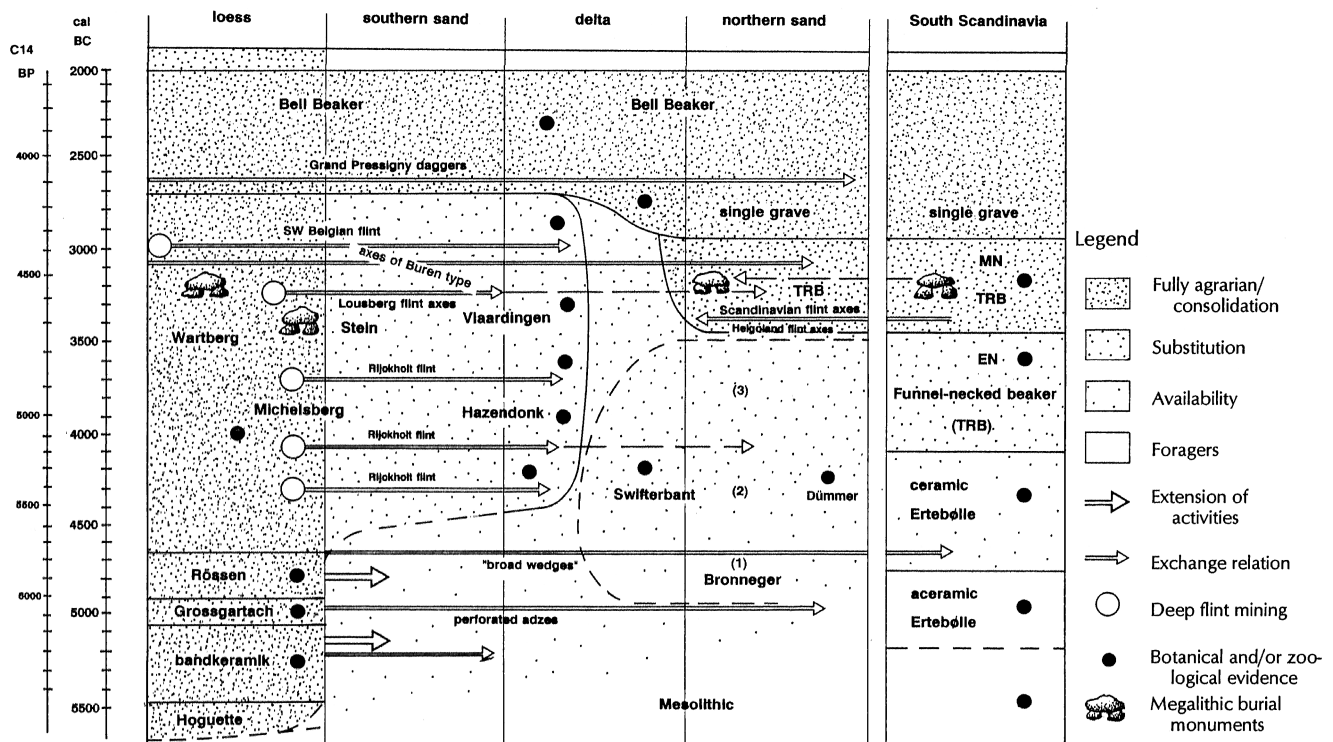 loess
southern sand
delta
northern sand
South Scandinavia
cal
BC
C14
BP
2000
2500
3000
3500
4000
4500
5000
5500
4000
4500
5000
5500
6000
Bell Beaker
Bell Beaker
Grand Pressigny daggers
single grave
single grave
SW Belgian flint
axes of Buren type
MN
TRB
TRB
Lousberg flint axes
Vlaardingen
Scandinavian flint axes
Helgoland flint axes
Stein
Wartberg
EN
Rijokholt flint
(3)
Funnel-necked beaker
(TRB)
Michelsberg
Hazendonk
Rijokholt flint
Rijokholt flint
Swifterbant
(2)
Dümmer
ceramic
Ertebølle
"broad wedges"
(1)
Bronneger
Rössen
Grossgartach
perforated adzes
aceramic
Ertebølle
bandkeramik
Mesolithic
Hoguette
Legend
Fully agrarian/
consolidation
Substitution
Availability
Foragers
Extension of
activities
Exchange relation
Deep flint mining
Botanical and/or zoo-
logical evidence
Megalithic burial
monuments